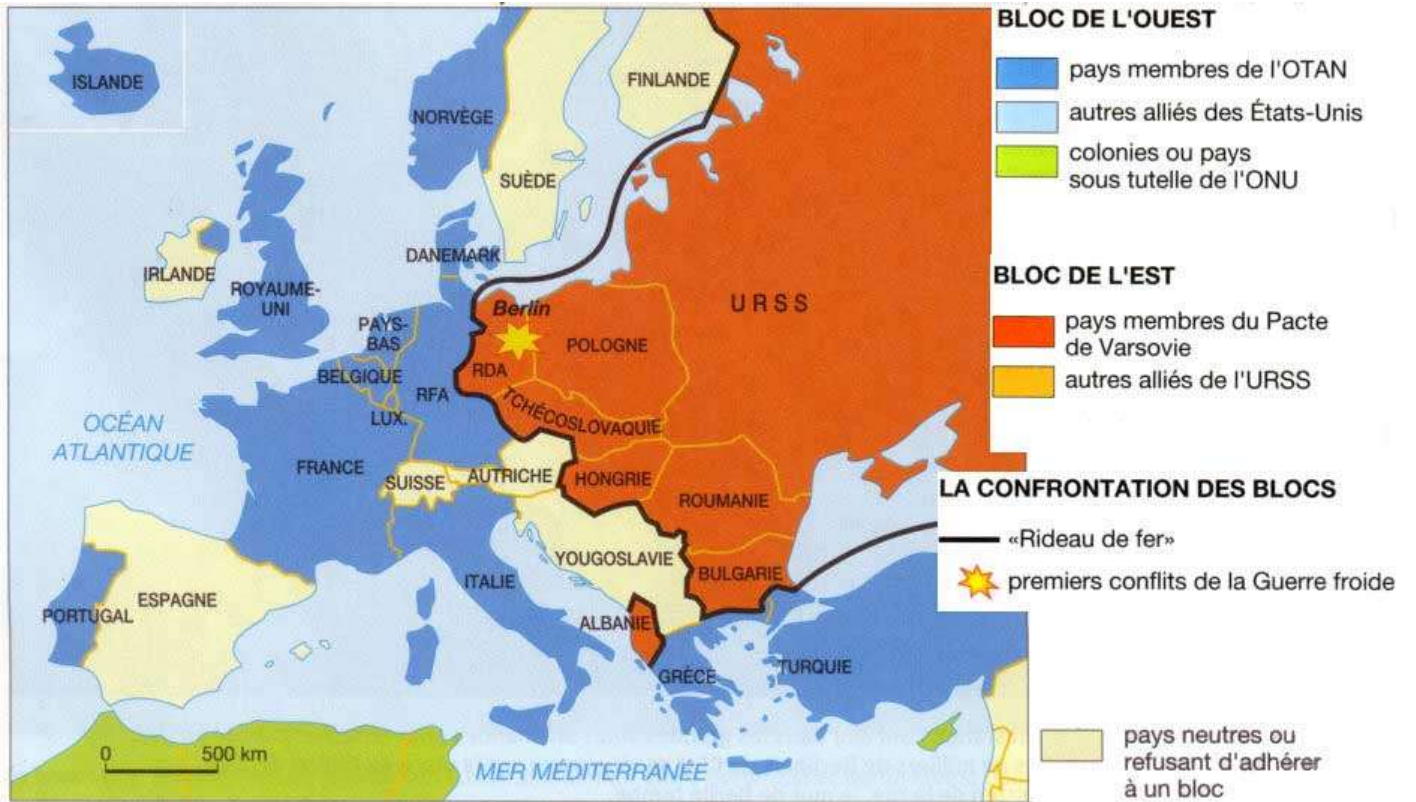 ISLANDE
FINLANDE
NORVÈGE
SUÈDE
DANEMARK
IRLANDE
ROYAUME-
UNI
PAYS-
BAS
BELGIQUE
LUX.
RFA
Berlin
RDA
POLOGNE
URSS
TCHÉCOSLOVAQUIE
OCÉAN
ATLANTIQUE
FRANCE
SUISSE
AUTRICHE
HONGRIE
ROUMANIE
YOUGOSLAVIE
BULGARIE
ITALIE
ALBANIE
PORTUGAL
ESPAGNE
GRÉCE
TURQUIE
0 500 km
MER MÉDITERRANÉE
BLOC DE L'OUEST
pays membres de l'OTAN
autres alliés des États-Unis
colonies ou pays
sous tutelle de l'ONU
BLOC DE L'EST
pays membres du Pacte
de Varsovie
autres alliés de l'URSS
LA CONFRONTATION DES BLOCS
«Rideau de fer»
premiers conflits de la Guerre froide
pays neutres ou
refusant d'adhérer
à un bloc